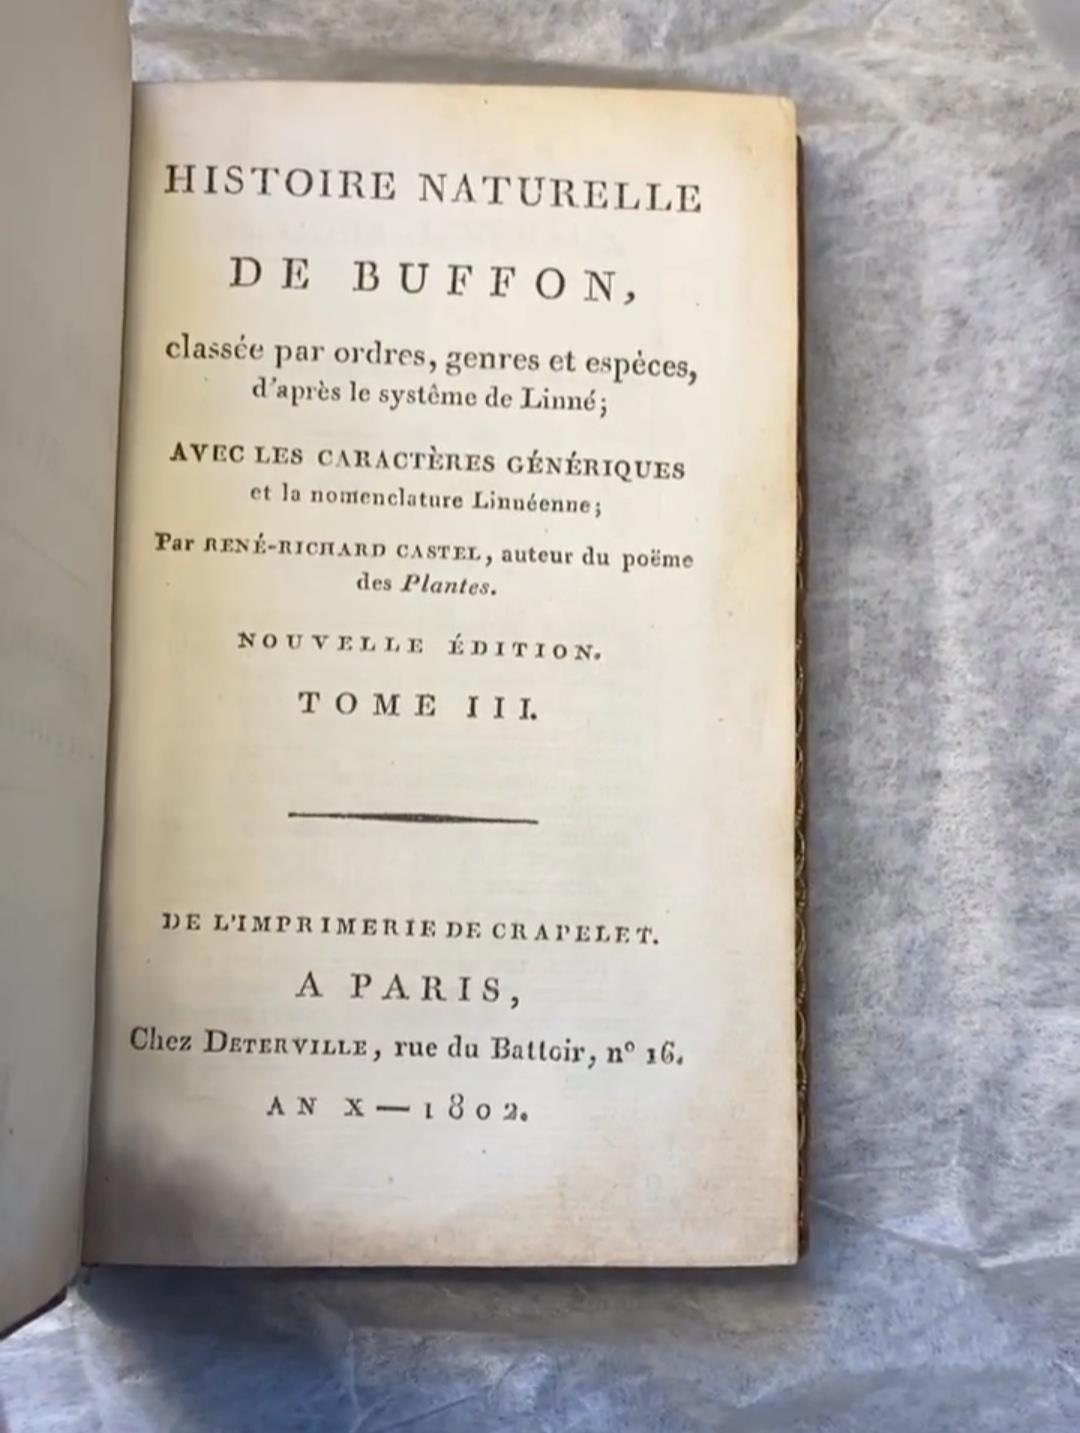 HISTOIRE NATURELLE
DE BUFFON,
classée par ordres, genres et espèces,
d'après le systême de Linné;
AVEC LES CARACTÈRES GÉNÉRIQUES
et la nomenclature Linnéenne;
Par RENÉ-RICHARD CASTEL, auteur du poëme
des Plantes.
NOUVELLE ÉDITION.
TOME III.
DE L'IMPRIMERIE DE CRAPELET.
A PARIS,
Chez DETERVILLE, rue du Battoir, nº 16.
AN X—1802.